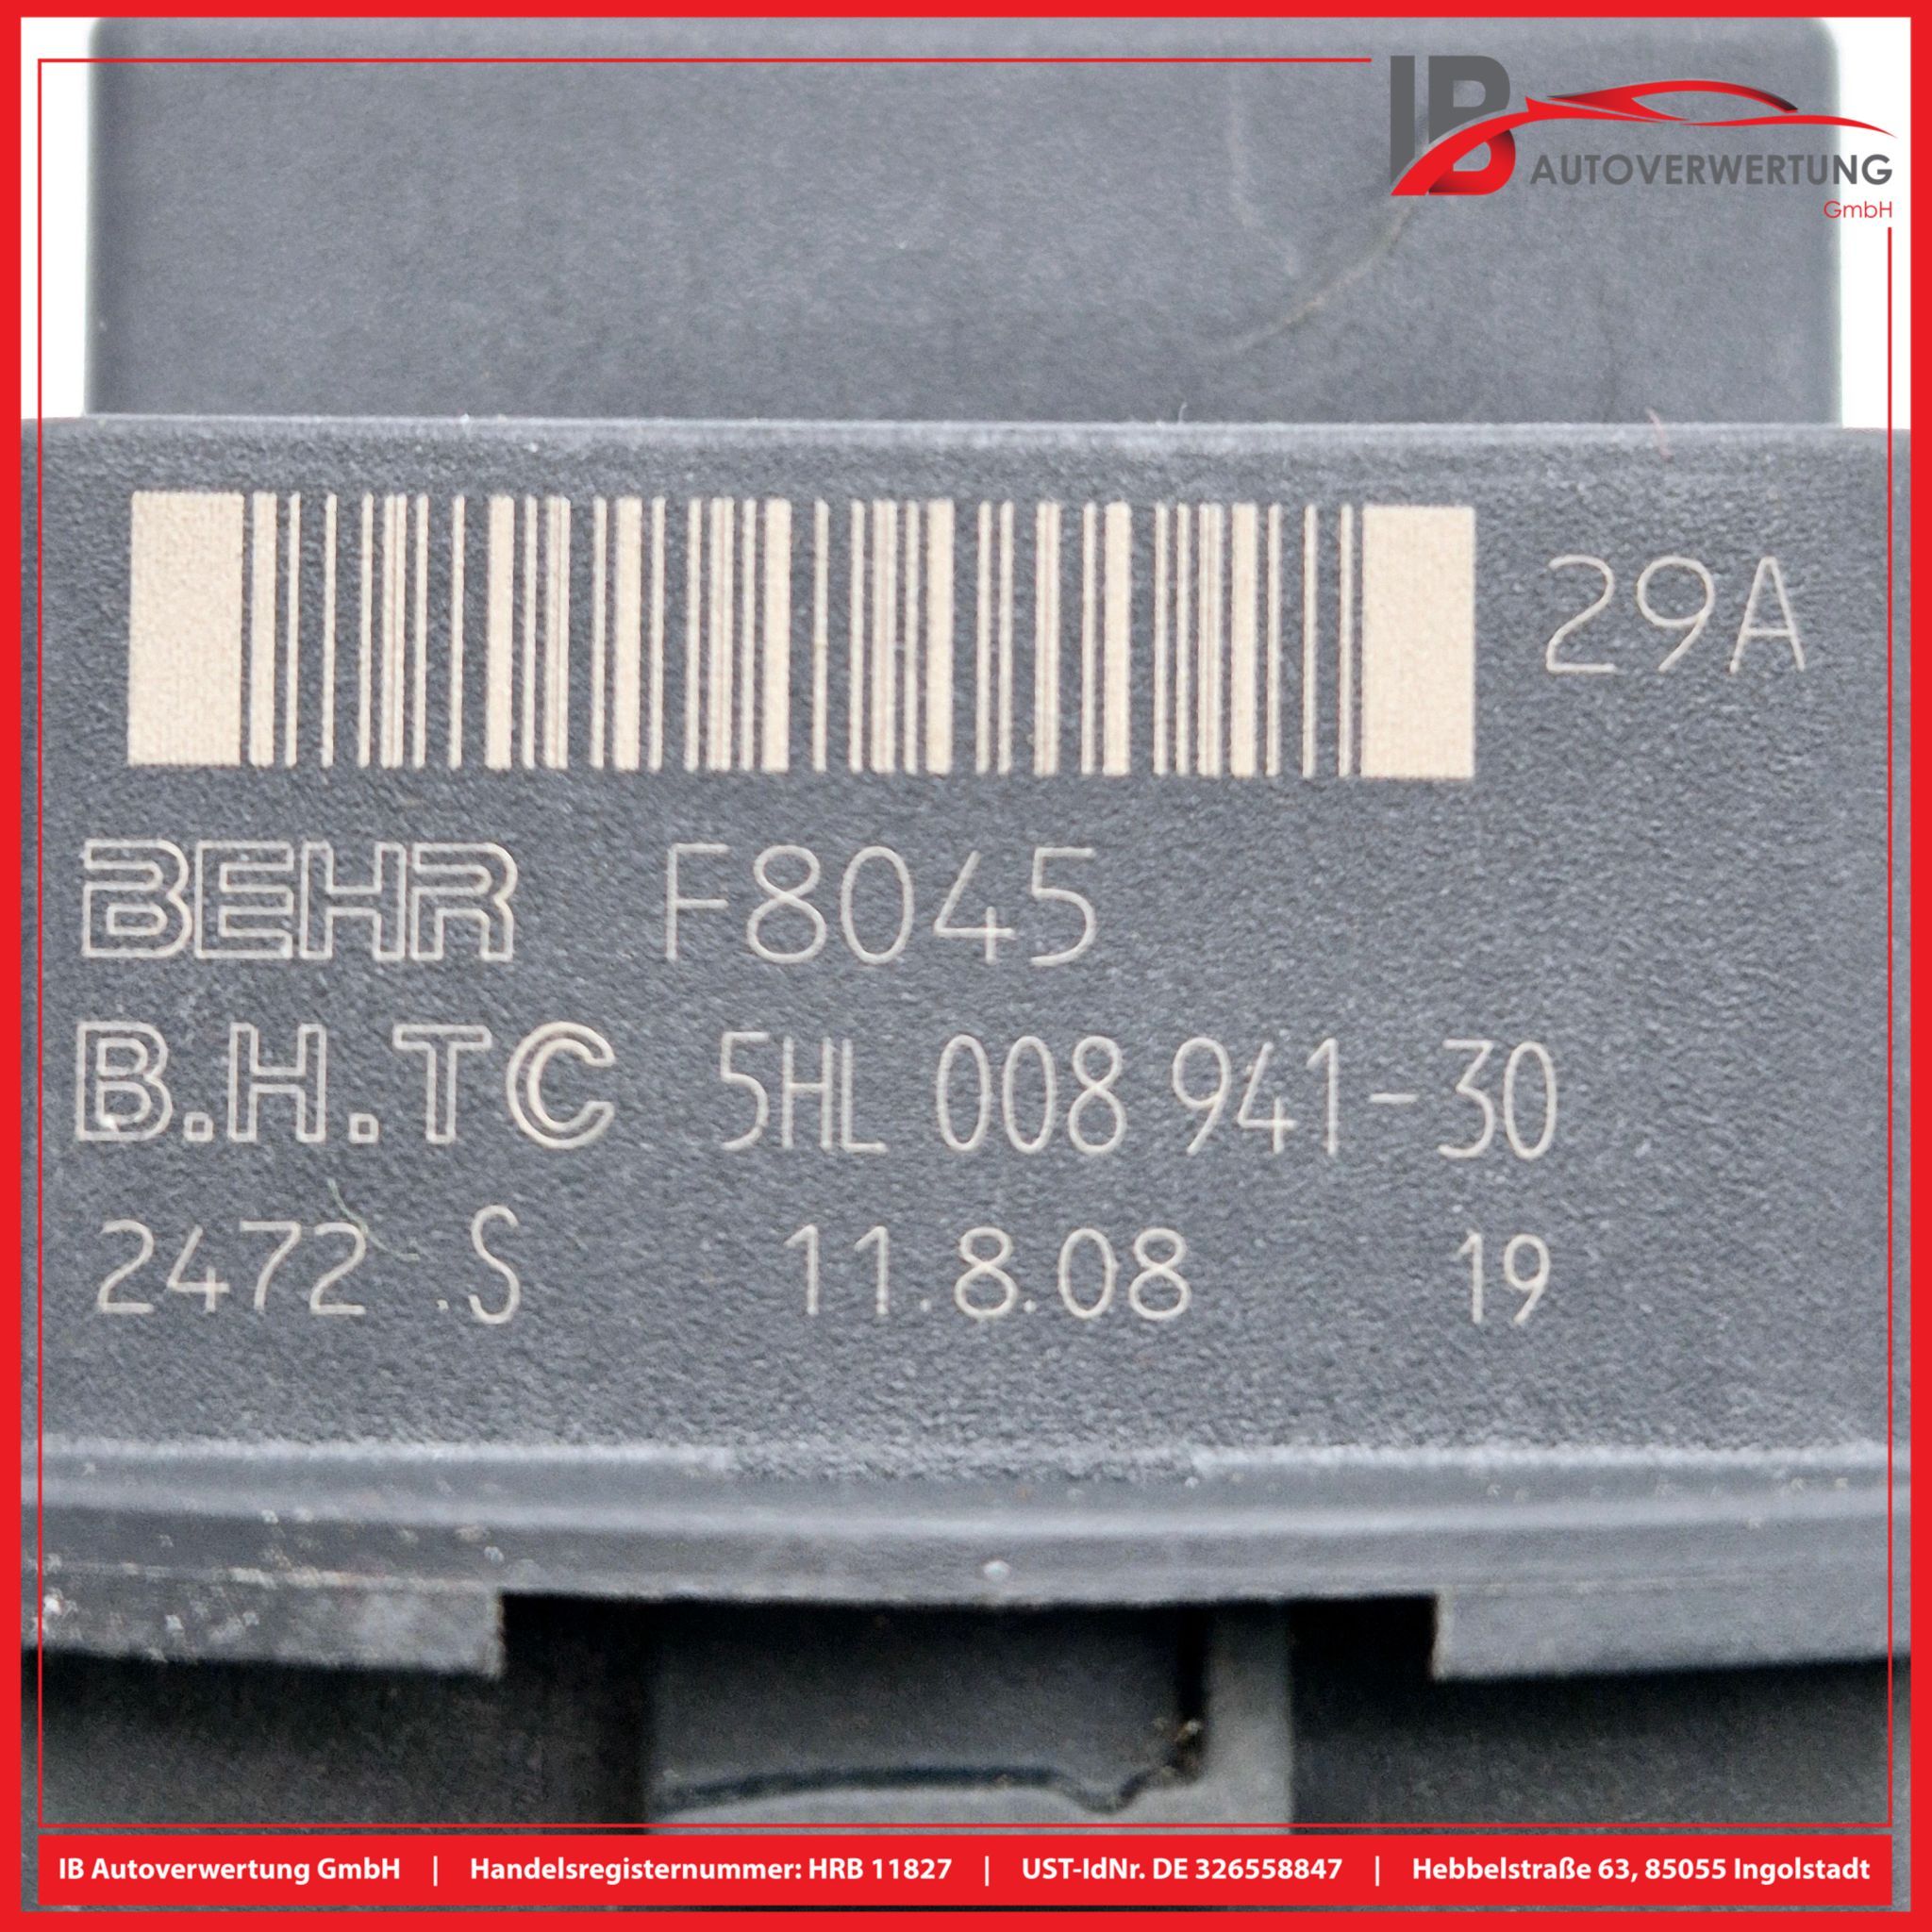 IB
AUTOVERWERTUNG
GmbH
29A
BEHR F8045
B.H.TC 5HL 008 941-30
2472 .S 11.8.08 19
IB Autoverwertung GmbH | Handelsregisternummer: HRB 11827 | UST-IdNr. DE 326558847 | Hebbelstraße 63, 85055 Ingolstadt